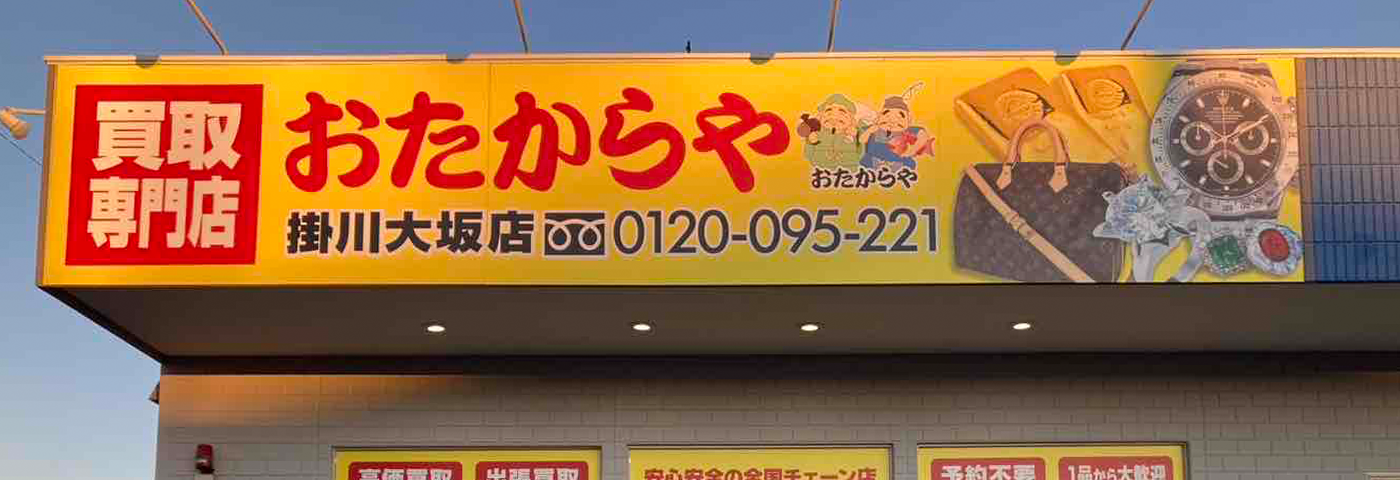 買取
専門店
おたからや
おたからや
掛川大坂店 0120-095-221
高価買取 出張買取
安心安全の全国チェーン店
予約不要 1品から大歓迎